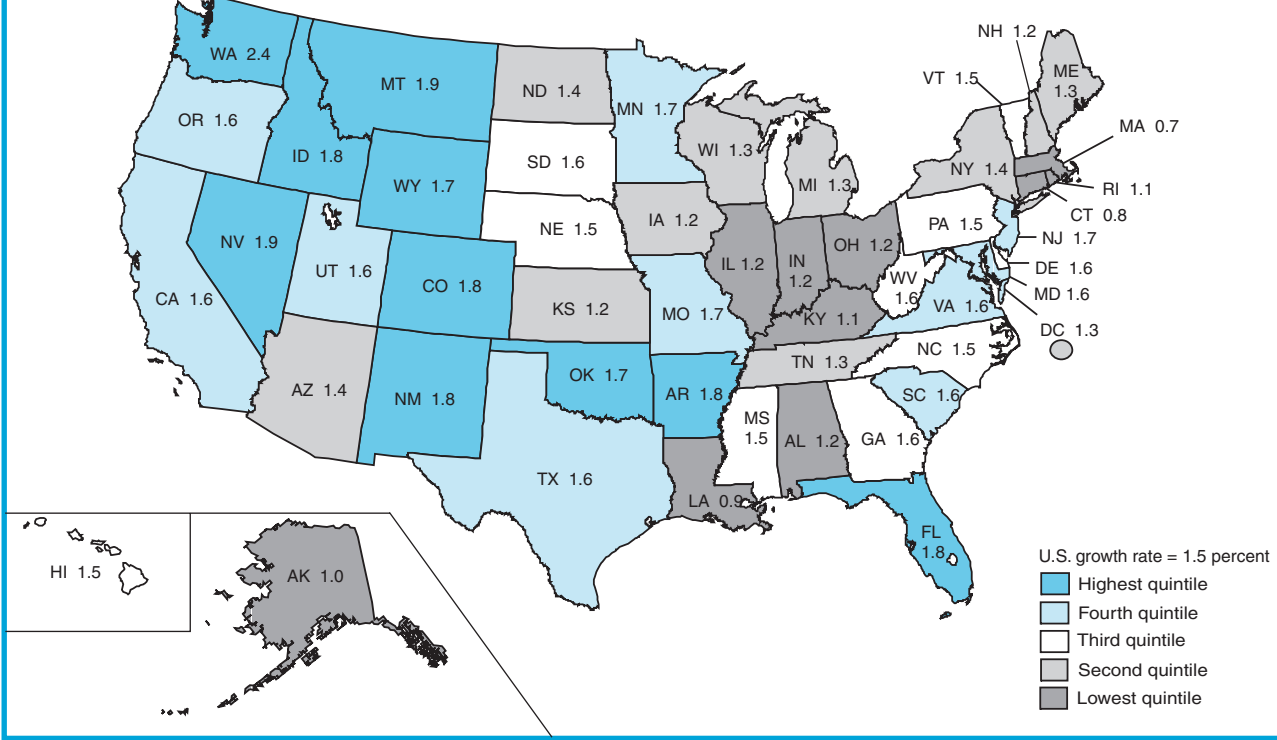 NH 1.2
WA 2.4
MT 1.9
ND 1.4
MN 1.7
VT 1.5
ME
1.3
OR 1.6
ID 1.8
SD 1.6
WI 1.3
MA 0.7
WY 1.7
MI 1.3
NY 1.4
RI 1.1
IA 1.2
CT 0.8
NV 1.9
NE 1.5
PA 1.5
NJ 1.7
UT 1.6
CO 1.8
IL 1.2
IN
1.2
OH 1.2
WV
1.6
DE 1.6
MD 1.6
CA 1.6
KS 1.2
MO 1.7
KY 1.1
VA 1.6
DC 1.3
AZ 1.4
NM 1.8
OK 1.7
AR 1.8
TN 1.3
NC 1.5
SC 1.6
MS
1.5
AL 1.2
GA 1.6
TX 1.6
LA 0.9
FL
1.8
HI 1.5
AK 1.0
U.S. growth rate = 1.5 percent
Highest quintile
Fourth quintile
Third quintile
Second quintile
Lowest quintile